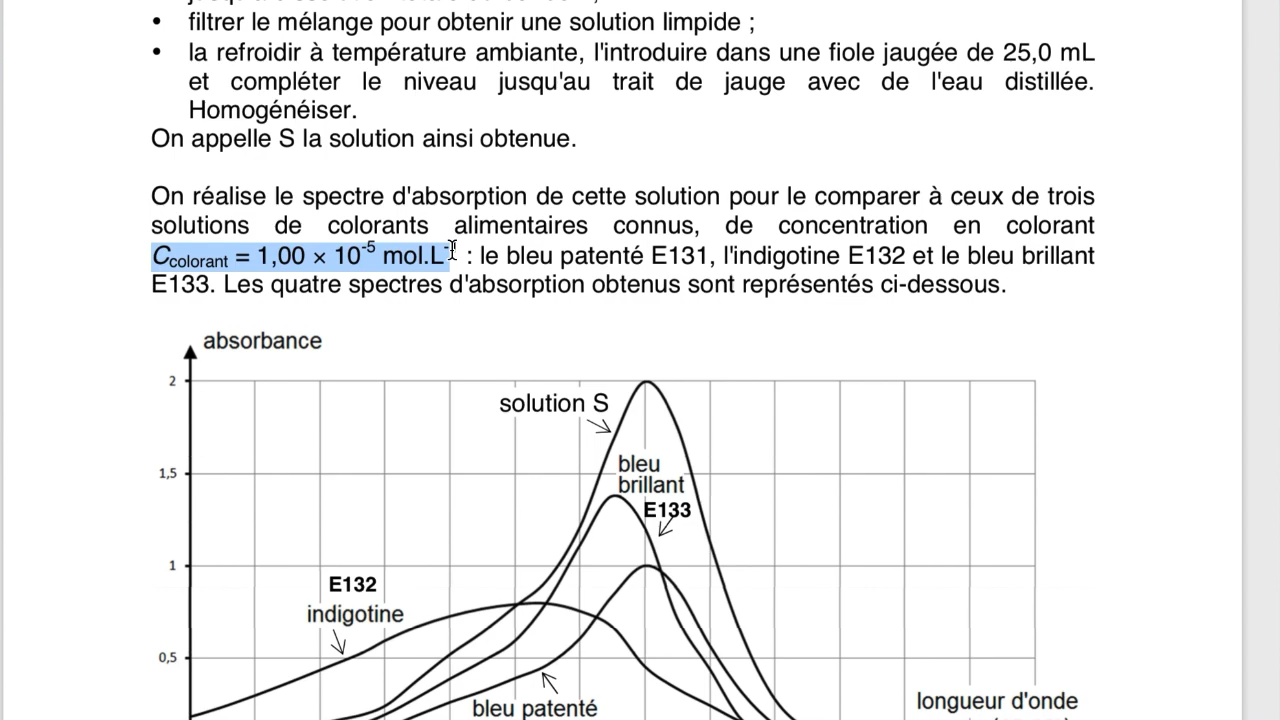 • filtrer le mélange pour obtenir une solution limpide ;
• la refroidir à température ambiante, l'introduire dans une fiole jaugée de 25,0 mL
et compléter le niveau jusqu'au trait de jauge avec de l'eau distillée.
Homogénéiser.
On appelle S la solution ainsi obtenue.
On réalise le spectre d'absorption de cette solution pour le comparer à ceux de trois
solutions de colorants alimentaires connus, de concentration en colorant
Ccolorant = 1,00 × 10-5 mol.L- : le bleu patenté E131, l'indigotine E132 et le bleu brillant
E133. Les quatre spectres d'absorption obtenus sont représentés ci-dessous.
absorbance
2
solution S
1,5
bleu
brillant
E133
1
E132
indigotine
0,5
bleu patenté
longueur d'onde